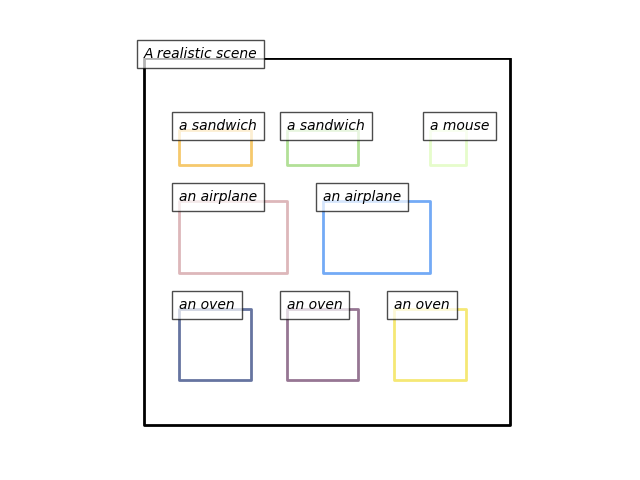 A realistic scene
a sandwich
a sandwich
a mouse
an airplane
an airplane
an oven
an oven
an oven